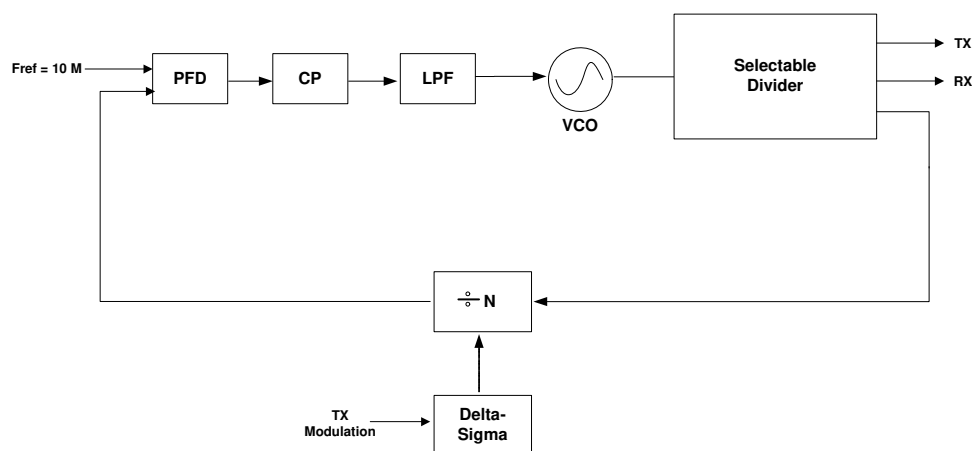 TX
Fref = 10 M
PFD
CP
LPF
Selectable
Divider
RX
VCO
÷ N
TX
Modulation
Delta-
Sigma